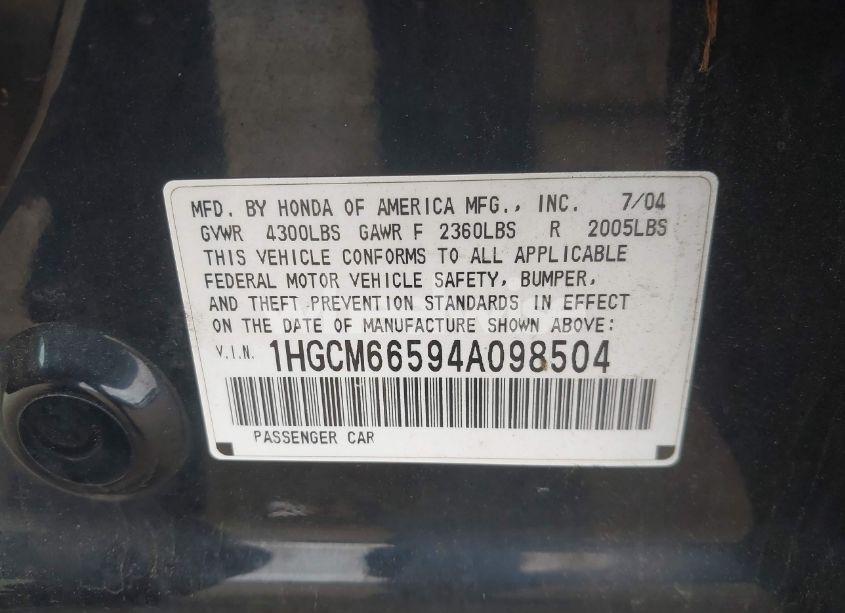 MFD. BY HONDA OF AMERICA MFG., INC. 7/04
GVWR 4300LBS GAWR F 2360LBS R 2005LBS
THIS VEHICLE CONFORMS TO ALL APPLICABLE
FEDERAL MOTOR VEHICLE SAFETY, BUMPER,
AND THEFT PREVENTION STANDARDS IN EFFECT
ON THE DATE OF MANUFACTURE SHOWN ABOVE:
V.I.N. 1HGCM66594A098504
PASSENGER CAR